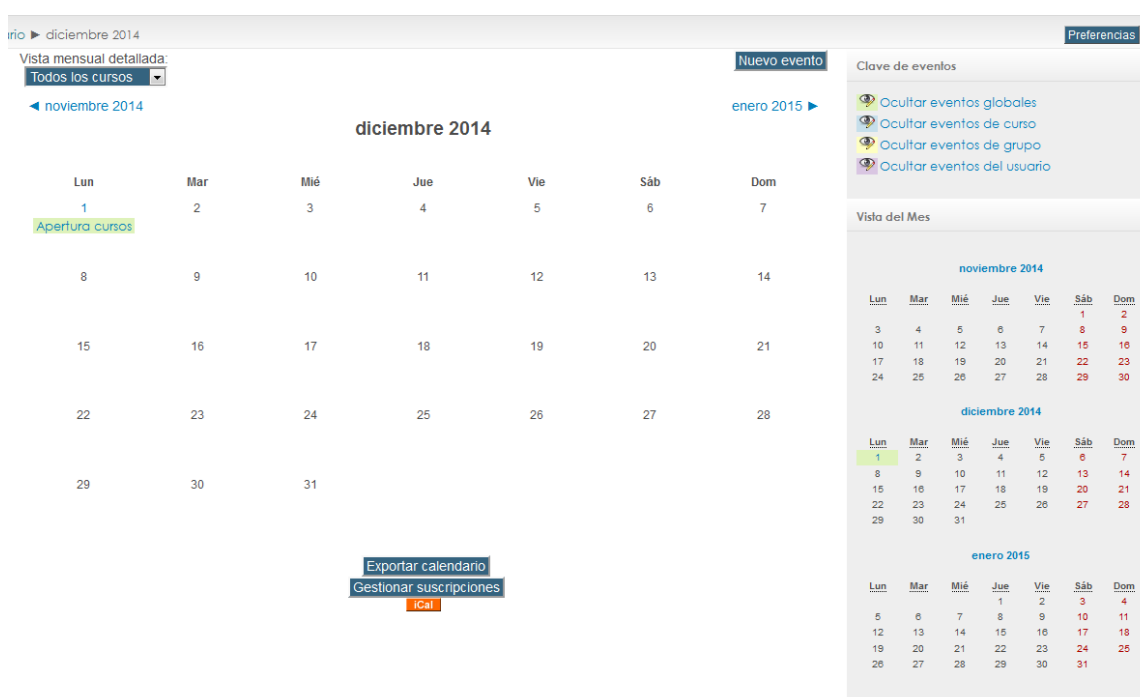 rio ► diciembre 2014
Preferencias
Vista mensual detallada:
Todos los cursos
Nuevo evento
◄ noviembre 2014
enero 2015 ►
diciembre 2014
Lun Mar Mié Jue Vie Sáb Dom
1 2 3 4 5 6 7
Apertura cursos
8 9 10 11 12 13 14
15 16 17 18 19 20 21
22 23 24 25 26 27 28
29 30 31
Exportar calendario
Gestionar suscripciones
iCal
Clave de eventos
Ocultar eventos globales
Ocultar eventos de curso
Ocultar eventos de grupo
Ocultar eventos del usuario
Vista del Mes
noviembre 2014
Lun Mar Mié Jue Vie Sáb Dom
1 2
3 4 5 6 7 8 9
10 11 12 13 14 15 16
17 18 19 20 21 22 23
24 25 26 27 28 29 30
diciembre 2014
Lun Mar Mié Jue Vie Sáb Dom
1 2 3 4 5 6 7
8 9 10 11 12 13 14
15 16 17 18 19 20 21
22 23 24 25 26 27 28
29 30 31
enero 2015
Lun Mar Mié Jue Vie Sáb Dom
1 2 3 4
5 6 7 8 9 10 11
12 13 14 15 16 17 18
19 20 21 22 23 24 25
26 27 28 29 30 31